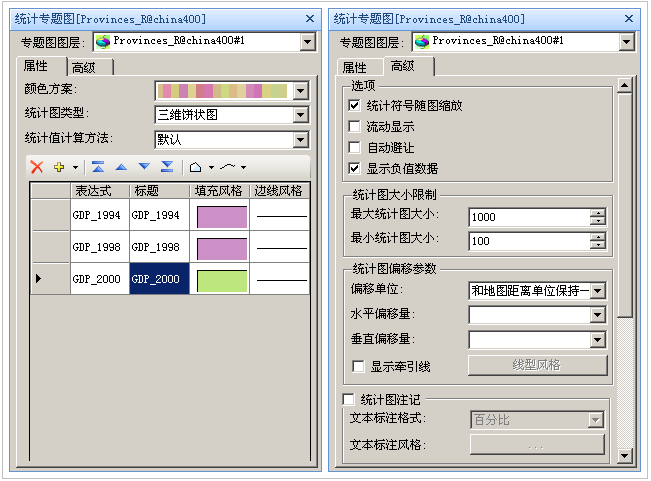 统计专题图[Provinces_R@china400]
专题图图层: Provinces_R@china400#1
属性 高级
颜色方案:
统计图类型: 三维饼状图
统计值计算方法: 默认
表达式 标题 填充风格 边线风格
GDP_1994 GDP_1994
GDP_1998 GDP_1998
GDP_2000 GDP_2000
统计专题图[Provinces_R@china400]
专题图图层: Provinces_R@china400#1
属性 高级
选项
统计符号随图缩放
流动显示
自动避让
显示负值数据
统计图大小限制
最大统计图大小: 1000
最小统计图大小: 100
统计图偏移参数
偏移单位: 和地图距离单位保持一
水平偏移量:
垂直偏移量:
显示牵引线 线型风格
统计图注记
文本标注格式: 百分比
文本标注风格: ...